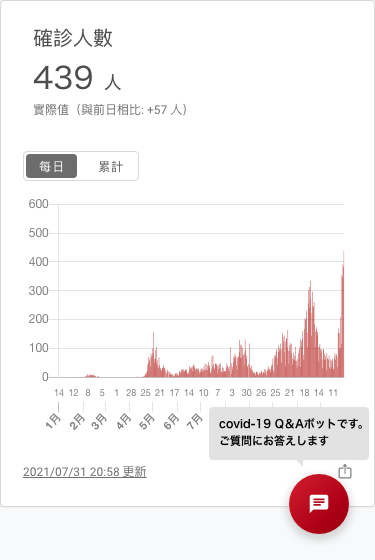 確診人數
439 人
實際值（與前日相比: +57 人）
每日 累計
600
500
400
300
200
100
0
14 12 8 5 1 28 25 21 17 14 10 7 3 30 26 25 21 18 14 11
1月 2月 3月 4月 5月 6月 7月
covid-19 Q&Aボットです。
ご質問にお答えします
2021/07/31 20:58 更新